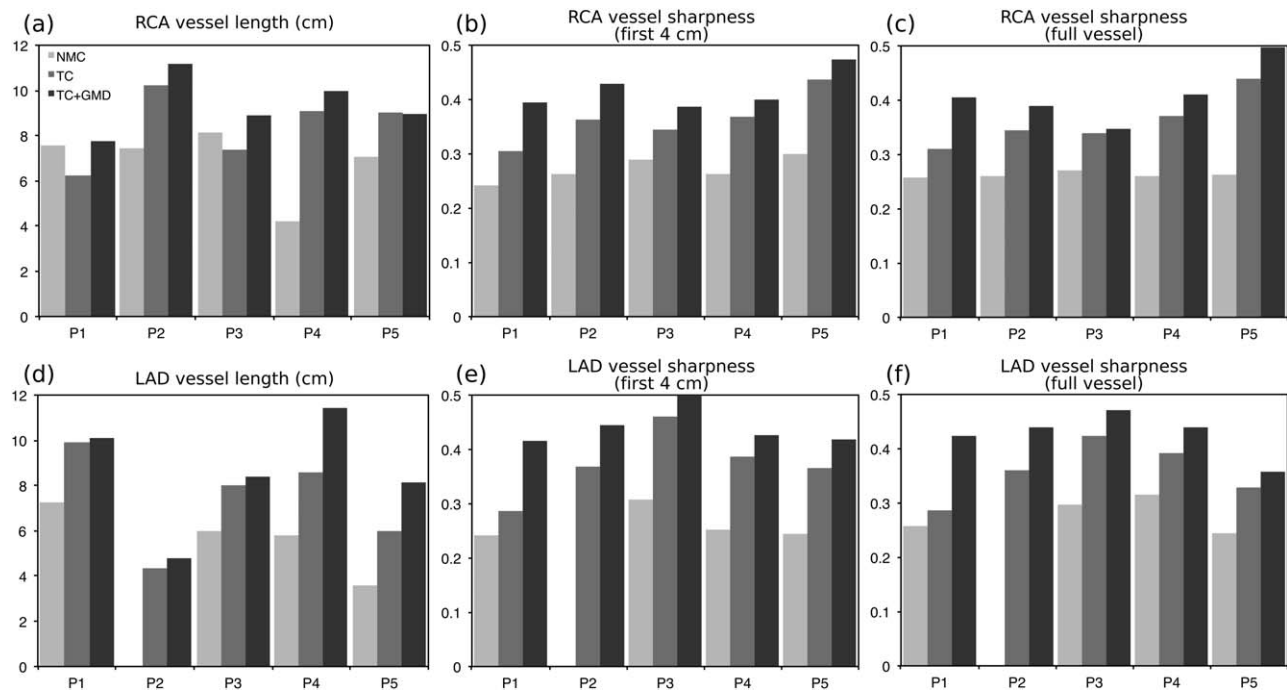 (a) RCA vessel length (cm)
12
10
8
6
4
2
0
NMC
TC
TC+GMD
P1 P2 P3 P4 P5
(b) RCA vessel sharpness
(first 4 cm)
0.5
0.4
0.3
0.2
0.1
0
P1 P2 P3 P4 P5
(c) RCA vessel sharpness
(full vessel)
0.5
0.4
0.3
0.2
0.1
0
P1 P2 P3 P4 P5
(d) LAD vessel length (cm)
12
10
8
6
4
2
0
P1 P2 P3 P4 P5
(e) LAD vessel sharpness
(first 4 cm)
0.5
0.4
0.3
0.2
0.1
0
P1 P2 P3 P4 P5
(f) LAD vessel sharpness
(full vessel)
0.5
0.4
0.3
0.2
0.1
0
P1 P2 P3 P4 P5